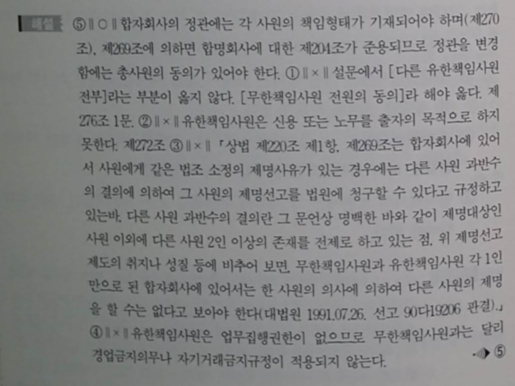 해설 ⑤∥○∥합자회사의 정관에는 각 사원의 책임형태가 기재되어야 하며(제270
조), 제269조에 의하면 합명회사에 대한 제204조가 준용되므로 정관을 변경
함에는 총사원의 동의가 있어야 한다. ①∥×∥설문에서 [다른 유한책임사원
전부]라는 부분이 옳지 않다. [무한책임사원 전원의 동의]라 해야 옳다. 제
276조 1문. ②∥×∥유한책임사원은 신용 또는 노무를 출자의 목적으로 하지
못한다. 제272조 ③∥×∥「상법 제220조 제1항, 제269조는 합자회사에 있어
서 사원에게 같은 법조 소정의 제명사유가 있는 경우에는 다른 사원 과반수
의 결의에 의하여 그 사원의 제명선고를 법원에 청구할 수 있다고 규정하고
있는바, 다른 사원 과반수의 결의란 그 문언상 명백한 바와 같이 제명대상인
사원 이외에 다른 사원 2인 이상의 존재를 전제로 하고 있는 점, 위 제명선고
제도의 취지나 성질 등에 비추어 보면, 무한책임사원과 유한책임사원 각 1인
만으로 된 합자회사에 있어서는 한 사원의 의사에 의하여 다른 사원의 제명
을 할 수는 없다고 보아야 한다(대법원 1991.07.26. 선고 90다19206 판결).」
④∥×∥유한책임사원은 업무집행권한이 없으므로 무한책임사원과는 달리
경업금지의무나 자기거래금지규정이 적용되지 않는다. ⑤